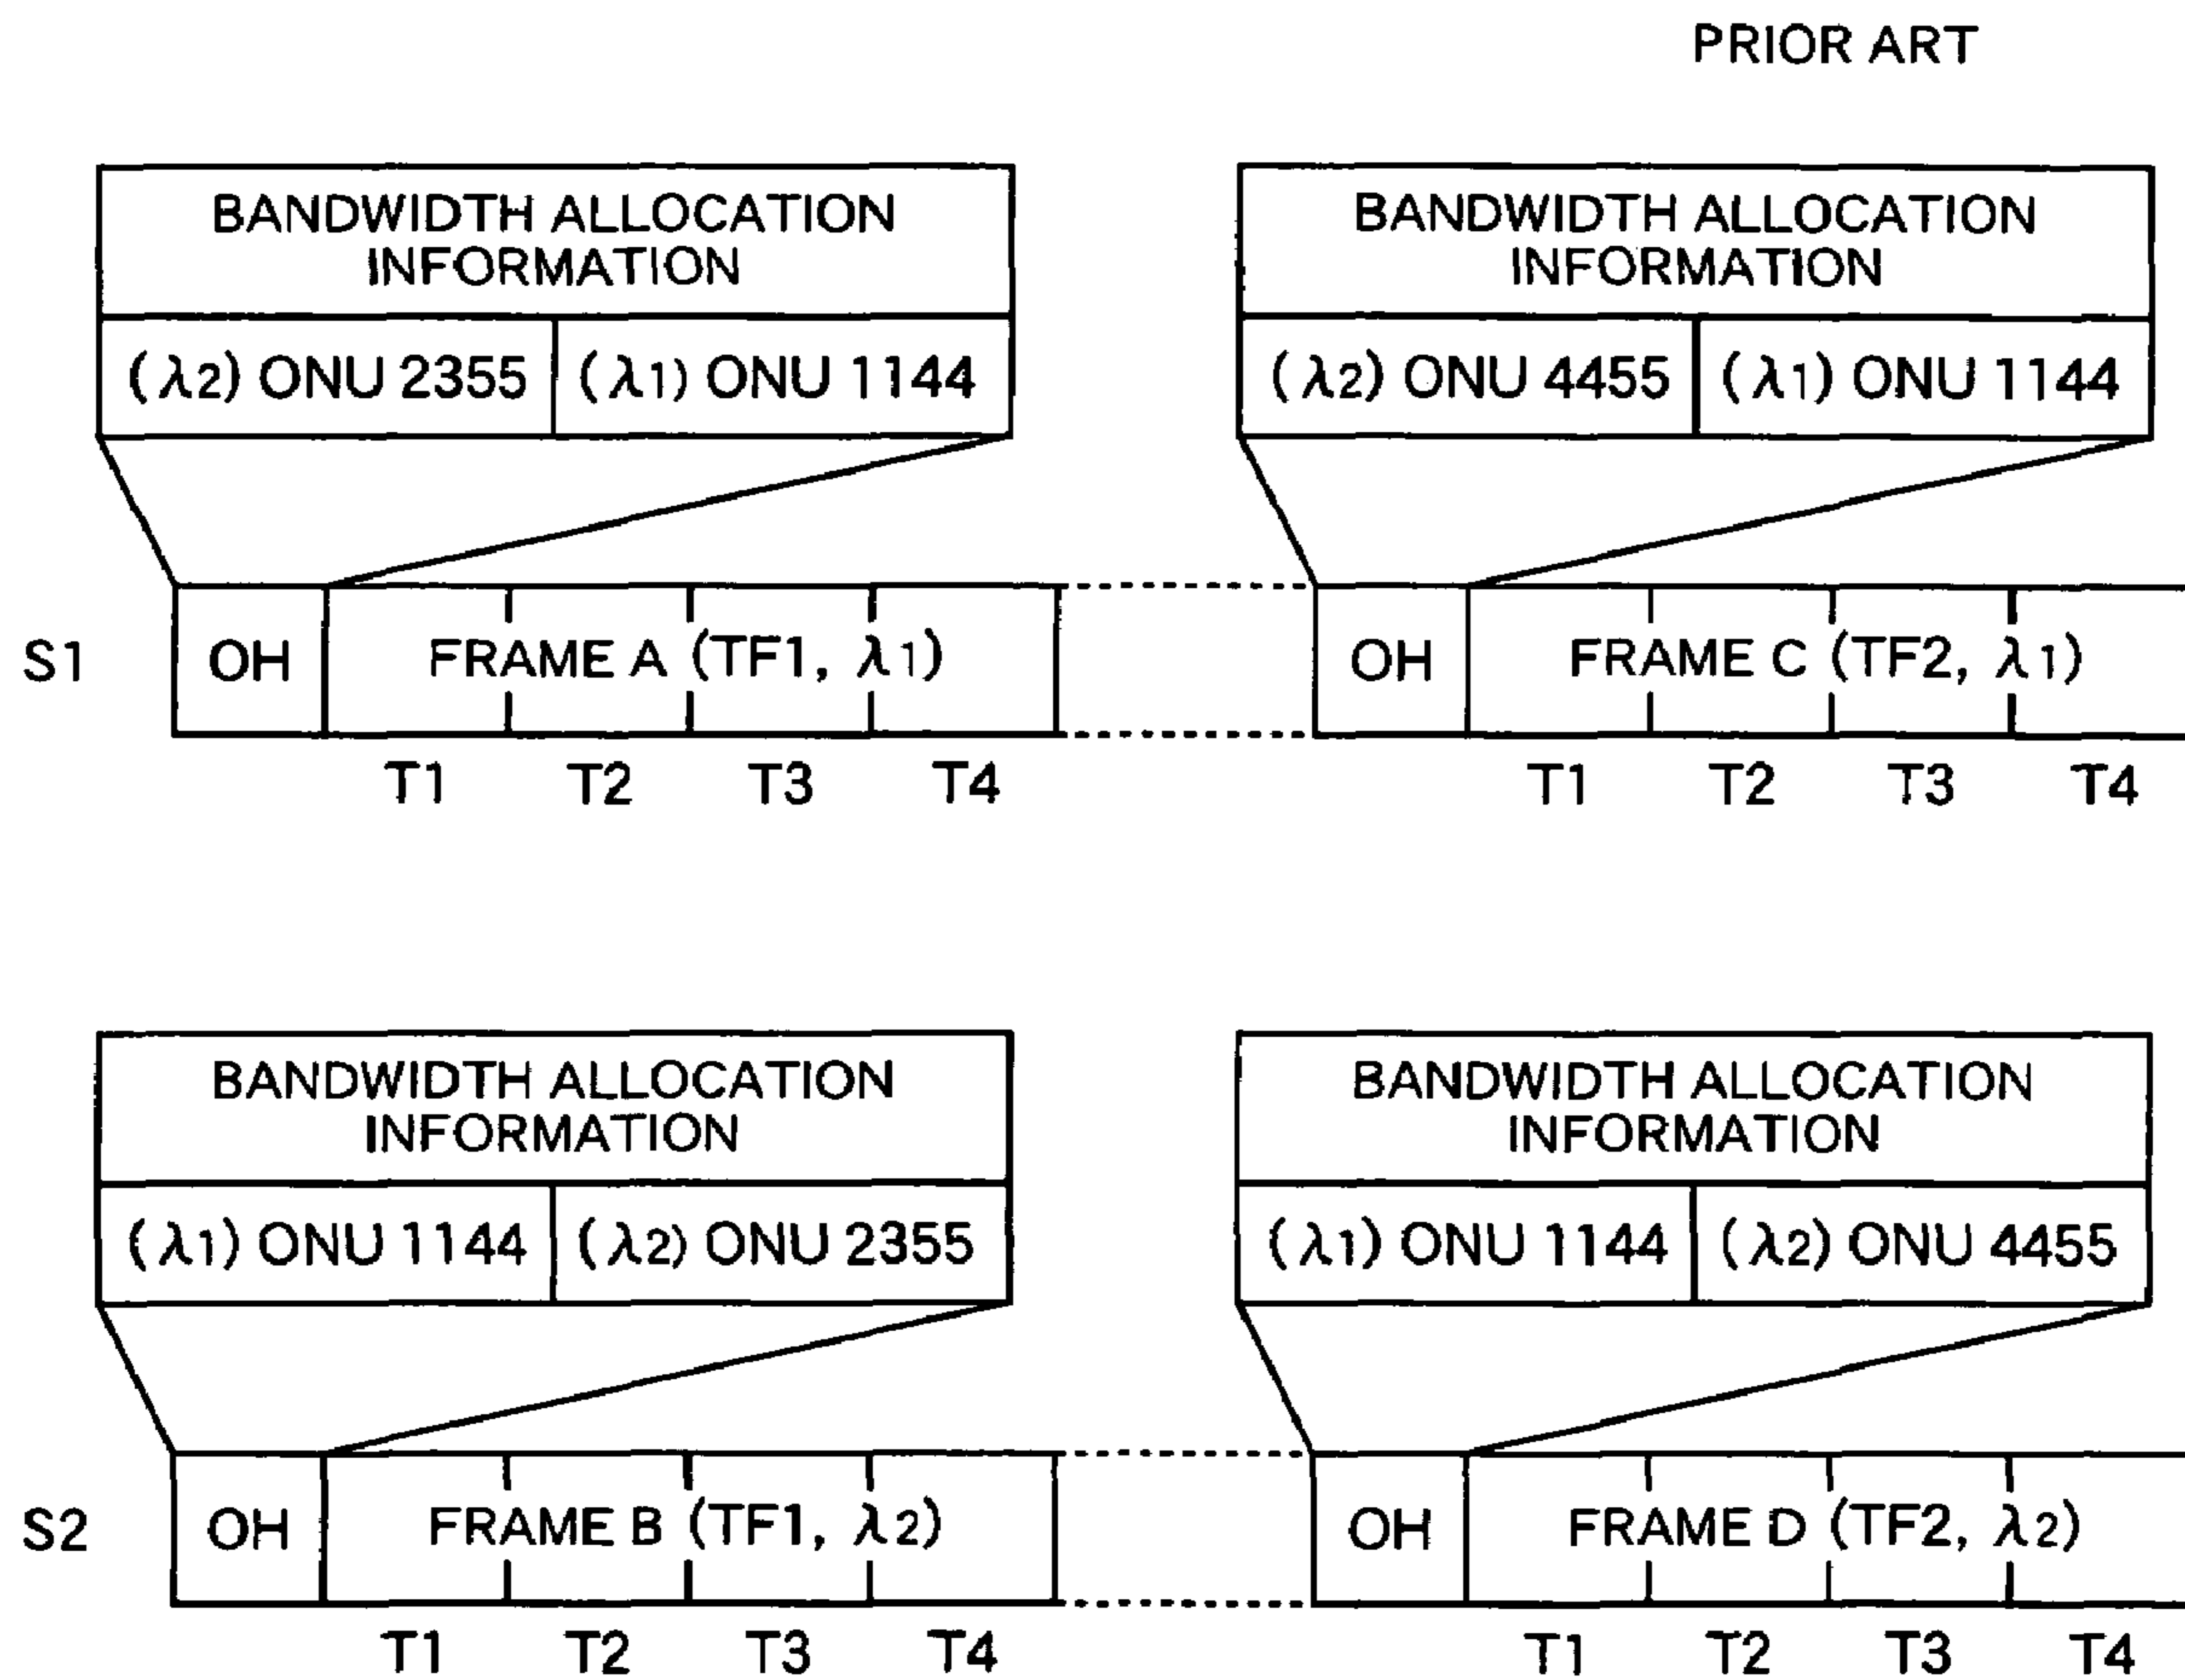 PRIOR ART
BANDWIDTH ALLOCATION
INFORMATION
(λ2) ONU 2355 (λ1) ONU 1144
BANDWIDTH ALLOCATION
INFORMATION
(λ2) ONU 4455 (λ1) ONU 1144
S1 OH FRAME A (TF1, λ1) OH FRAME C (TF2, λ1)
T1 T2 T3 T4 T1 T2 T3 T4
BANDWIDTH ALLOCATION
INFORMATION
(λ1) ONU 1144 (λ2) ONU 2355
BANDWIDTH ALLOCATION
INFORMATION
(λ1) ONU 1144 (λ2) ONU 4455
S2 OH FRAME B (TF1, λ2) OH FRAME D (TF2, λ2)
T1 T2 T3 T4 T1 T2 T3 T4